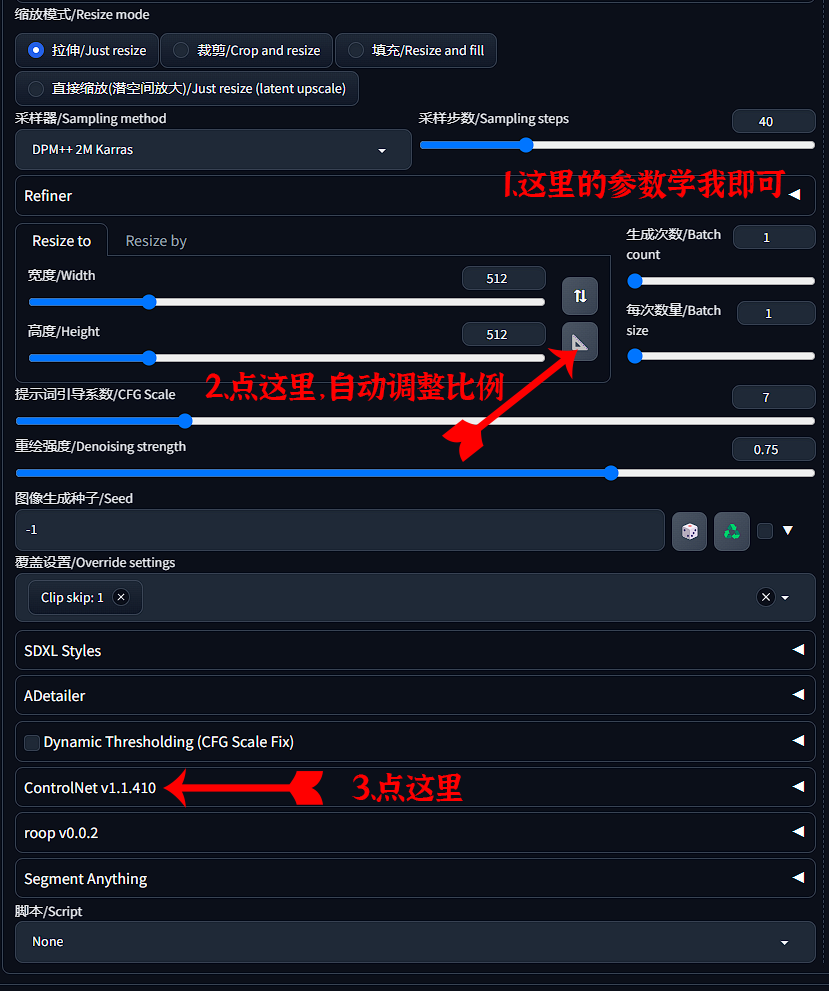 缩放模式/Resize mode
拉伸/Just resize 裁剪/Crop and resize 填充/Resize and fill
直接缩放(潜空间放大)/Just resize (latent upscale)
采样器/Sampling method 采样步数/Sampling steps 40
DPM++ 2M Karras
1.这里的参数学我即可
Refiner
Resize to Resize by
生成次数/Batch count 1
宽度/Width 512
每次数量/Batch size 1
高度/Height 512
2.点这里,自动调整比例
提示词引导系数/CFG Scale 7
重绘强度/Denoising strength 0.75
图像生成种子/Seed
-1
覆盖设置/Override settings
Clip skip: 1
SDXL Styles
ADetailer
Dynamic Thresholding (CFG Scale Fix)
ControlNet v1.1.410 3.点这里
roop v0.0.2
Segment Anything
脚本/Script
None